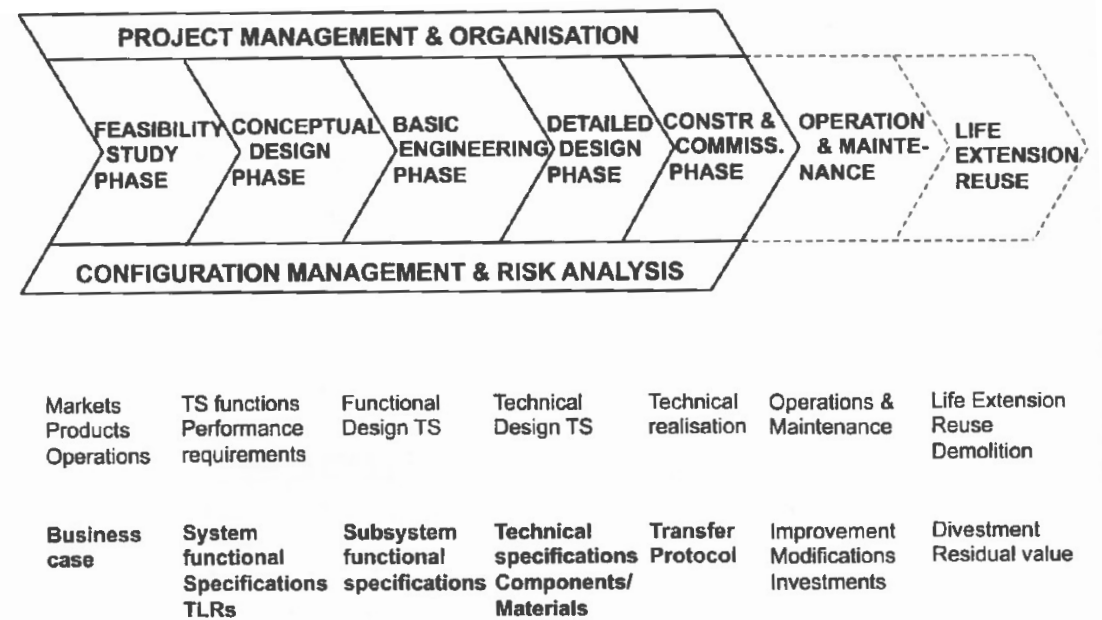 PROJECT MANAGEMENT & ORGANISATION
FEASIBILITY
STUDY
PHASE
CONCEPTUAL
DESIGN
PHASE
BASIC
ENGINEERING
PHASE
DETAILED
DESIGN
PHASE
CONSTR &
COMMISS.
PHASE
OPERATION
& MAINTE-
NANCE
LIFE
EXTENSION
REUSE
CONFIGURATION MANAGEMENT & RISK ANALYSIS
Markets
Products
Operations
TS functions
Performance
requirements
Functional
Design TS
Technical
Design TS
Technical
realisation
Operations &
Maintenance
Life Extension
Reuse
Demolition
Business
case
System
functional
Specifications
TLRs
Subsystem
functional
specifications
Technical
specifications
Components/
Materials
Transfer
Protocol
Improvement
Modifications
Investments
Divestment
Residual value